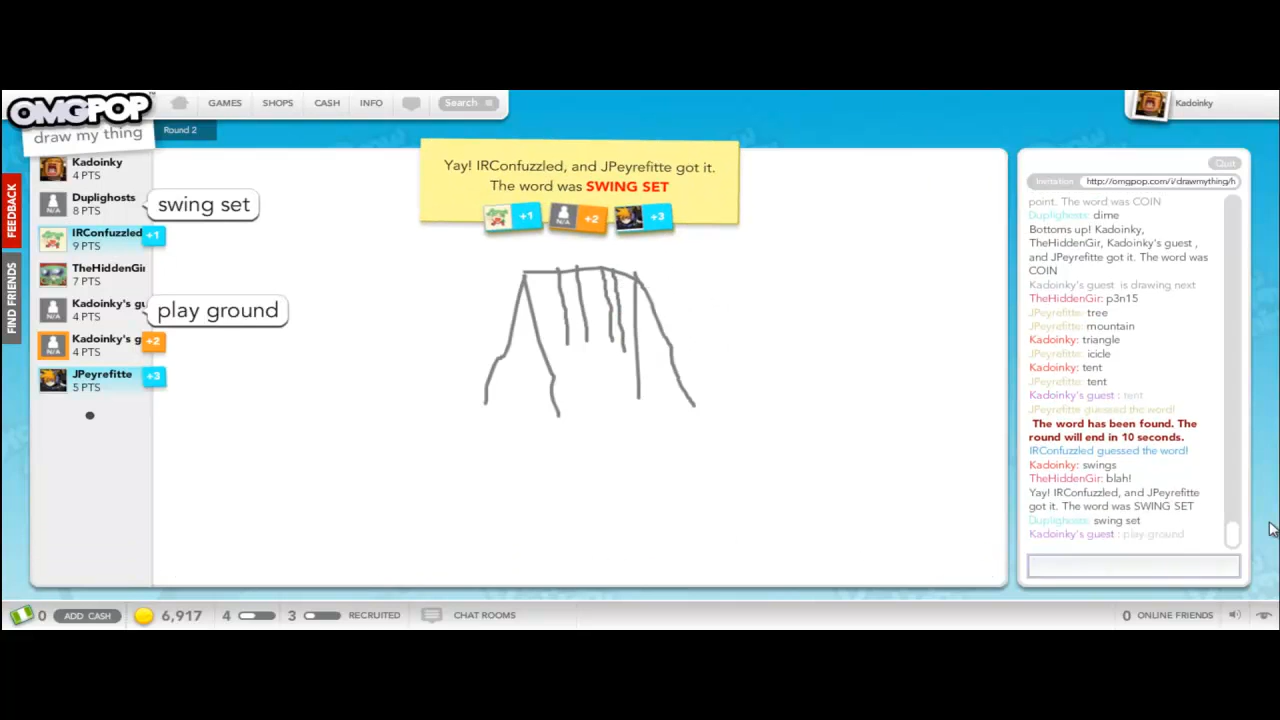 OMGPOP
draw my thing
GAMES
SHOPS
CASH
INFO
Search
Kadoinky
Round 2
FEEDBACK
FIND FRIENDS
Kadoinky
4 PTS
Duplighosts
8 PTS
swing set
IRConfuzzled
9 PTS
+1
TheHiddenGir
7 PTS
Kadoinky's gu
4 PTS
play ground
N/A
Kadoinky's g
4 PTS
+2
JPeyrefitte
5 PTS
+3
Yay! IRConfuzzled, and JPeyrefitte got it.
The word was SWING SET
+1
N/A
+2
+3
Quit
Invitation
http://omgpop.com/i/drawmything/h
point. The word was COIN
Duplighosts: dime
Bottoms up! Kadoinky,
TheHiddenGir, Kadoinky's guest ,
and JPeyrefitte got it. The word was
COIN
Kadoinky's guest is drawing next
TheHiddenGir: p3n15
JPeyrefitte: tree
JPeyrefitte: mountain
Kadoinky: triangle
JPeyrefitte: icicle
Kadoinky: tent
JPeyrefitte: tent
Kadoinky's guest : tent
JPeyrefitte guessed the word!
The word has been found. The
round will end in 10 seconds.
IRConfuzzled guessed the word!
Kadoinky: swings
TheHiddenGir: blah!
Yay! IRConfuzzled, and JPeyrefitte
got it. The word was SWING SET
Duplighosts: swing set
Kadoinky's guest : play ground
0
ADD CASH
6,917
4
3
RECRUITED
CHAT ROOMS
0 ONLINE FRIENDS